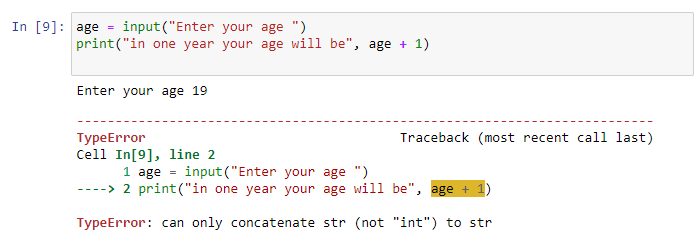 In [9]: age = input("Enter your age ")
print("in one year your age will be", age + 1)
Enter your age 19
---------------------------------------------------------------------------
TypeError                                 Traceback (most recent call last)
Cell In[9], line 2
      1 age = input("Enter your age ")
----> 2 print("in one year your age will be", age + 1)
TypeError: can only concatenate str (not "int") to str